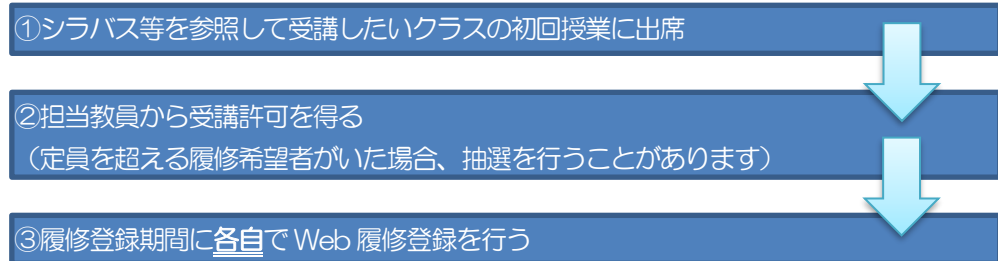 ①シラバス等を参照して受講したいクラスの初回授業に出席
②担当教員から受講許可を得る
（定員を超える履修希望者がいた場合、抽選を行うことがあります）
③履修登録期間に各自でWeb履修登録を行う